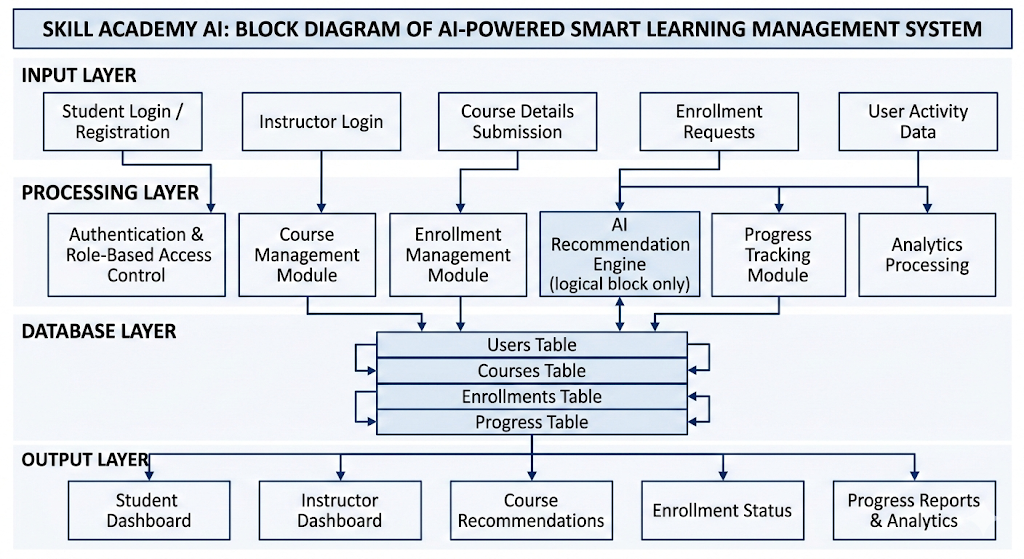 SKILL ACADEMY AI: BLOCK DIAGRAM OF AI-POWERED SMART LEARNING MANAGEMENT SYSTEM
INPUT LAYER
Student Login /
Registration
Instructor Login
Course Details
Submission
Enrollment
Requests
User Activity
Data
PROCESSING LAYER
Authentication &
Role-Based Access
Control
Course
Management
Module
Enrollment
Management
Module
AI
Recommendation
Engine
(logical block only)
Progress
Tracking
Module
Analytics
Processing
DATABASE LAYER
Users Table
Courses Table
Enrollments Table
Progress Table
OUTPUT LAYER
Student
Dashboard
Instructor
Dashboard
Course
Recommendations
Enrollment Status
Progress Reports
& Analytics